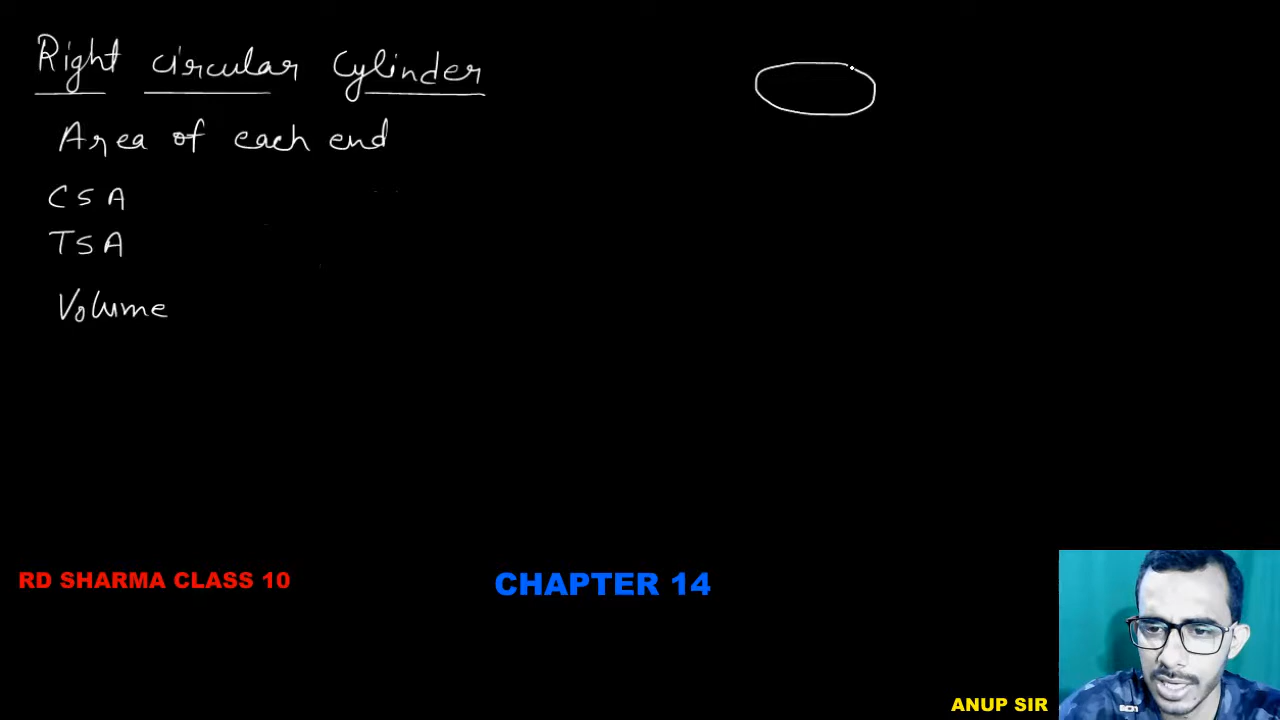 Right circular Cylinder
Area of each end
CSA
TSA
Volume
RD SHARMA CLASS 10
CHAPTER 14
ANUP SIR